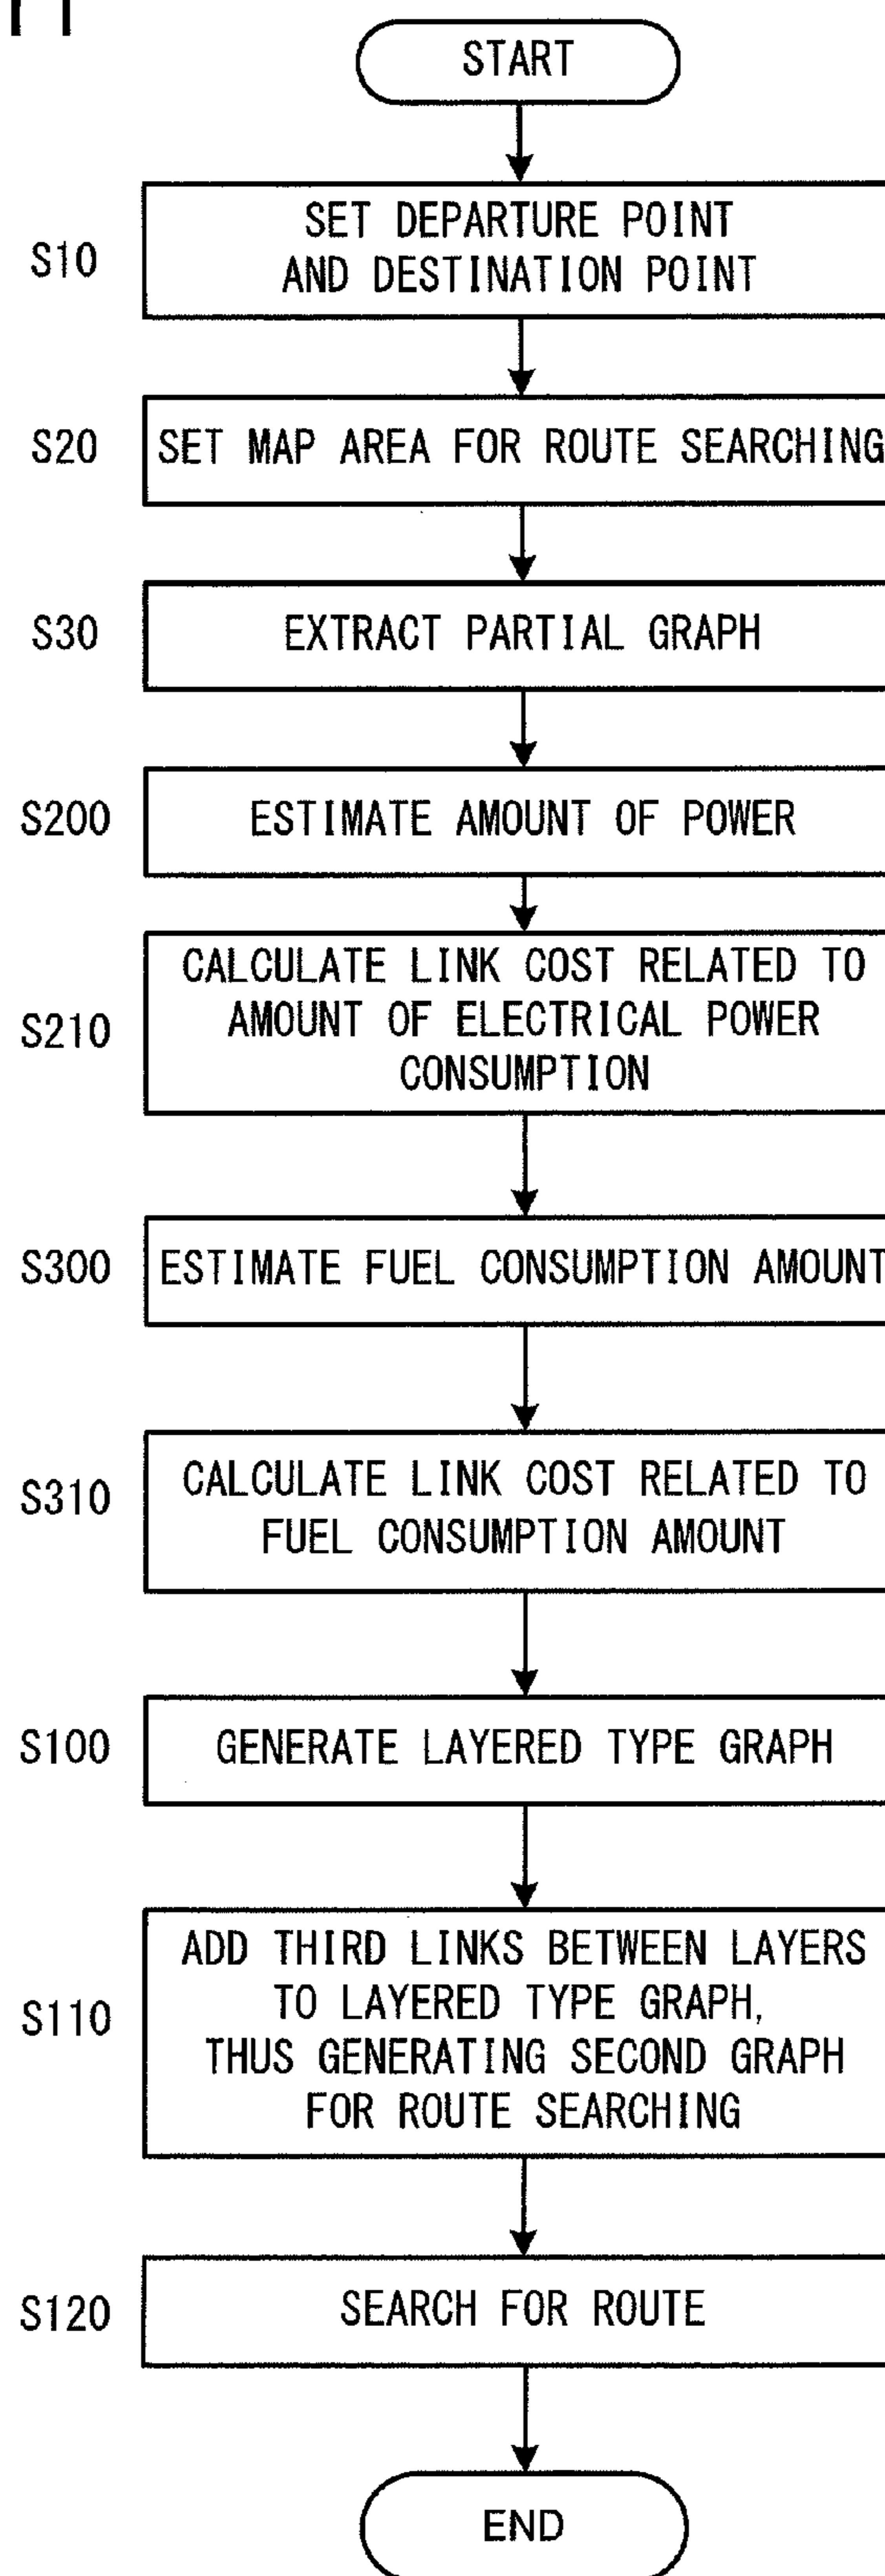 START
S10
SET DEPARTURE POINT
AND DESTINATION POINT
S20
SET MAP AREA FOR ROUTE SEARCHING
S30
EXTRACT PARTIAL GRAPH
S200
ESTIMATE AMOUNT OF POWER
S210
CALCULATE LINK COST RELATED TO
AMOUNT OF ELECTRICAL POWER
CONSUMPTION
S300
ESTIMATE FUEL CONSUMPTION AMOUNT
S310
CALCULATE LINK COST RELATED TO
FUEL CONSUMPTION AMOUNT
S100
GENERATE LAYERED TYPE GRAPH
S110
ADD THIRD LINKS BETWEEN LAYERS
TO LAYERED TYPE GRAPH,
THUS GENERATING SECOND GRAPH
FOR ROUTE SEARCHING
S120
SEARCH FOR ROUTE
END